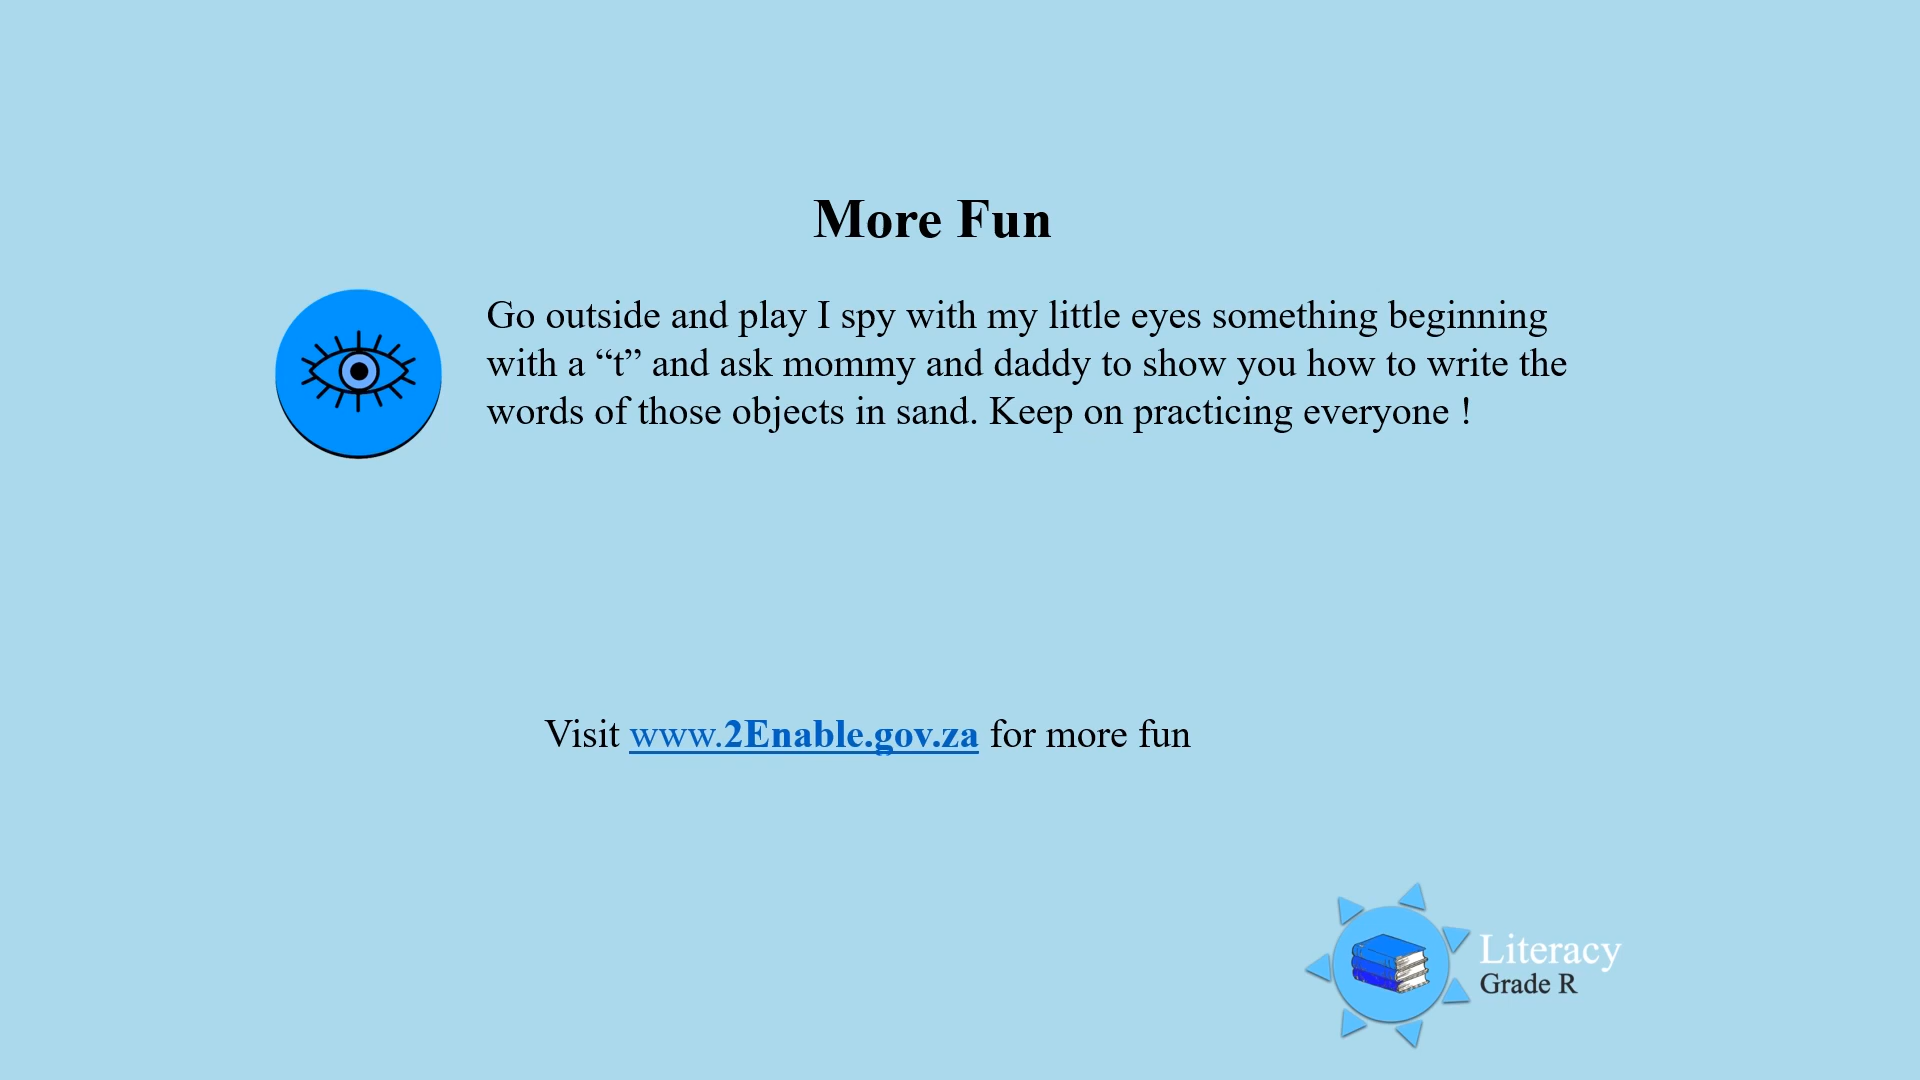 More Fun
Go outside and play I spy with my little eyes something beginning
with a “t” and ask mommy and daddy to show you how to write the
words of those objects in sand. Keep on practicing everyone !
Visit www.2Enable.gov.za for more fun
Literacy
Grade R